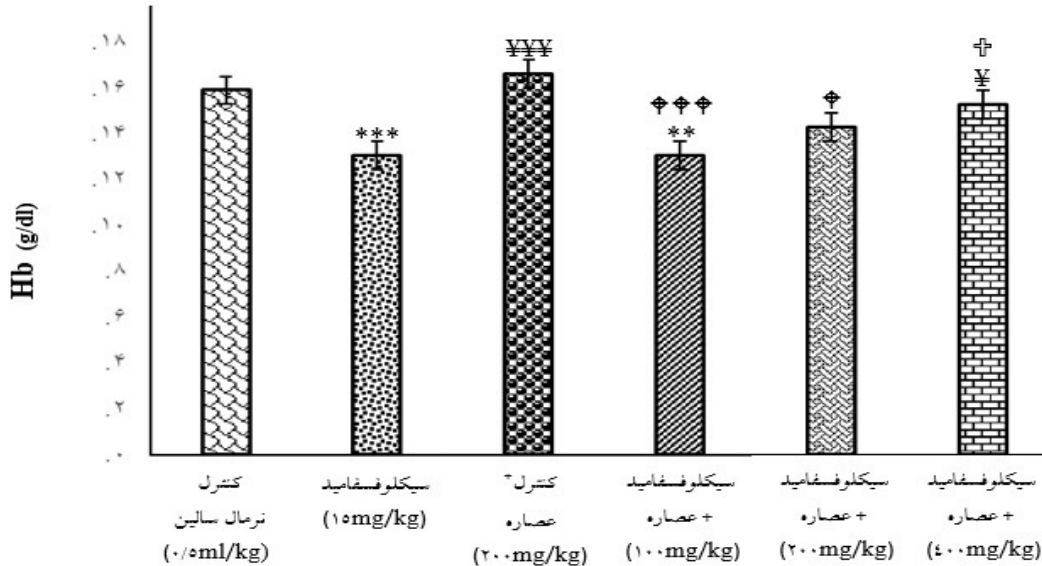 Hb (g/dl)
.۱۸
.۱۶
.۱۴
.۱۲
.۱۰
.۸
.۶
.۴
.۲
.۰
***
¥¥¥
**
¥
کنترل
نرمال سالین
(۰/۵ml/kg)
سیکلوفسفامید
(۱۵mg/kg)
کنترل+
عصاره
(۲۰۰mg/kg)
سیکلوفسفامید
+ عصاره
(۱۰۰mg/kg)
سیکلوفسفامید
+ عصاره
(۲۰۰mg/kg)
سیکلوفسفامید
+ عصاره
(٤۰۰mg/kg)